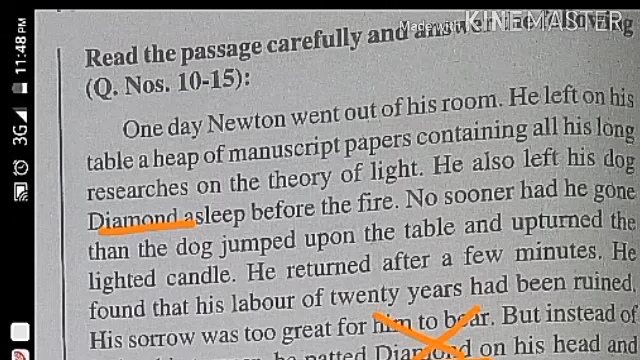 11:48 PM
3G
Made with KINEMASTER
Read the passage carefully and answer the following
(Q. Nos. 10-15):
One day Newton went out of his room. He left on his
table a heap of manuscript papers containing all his long
researches on the theory of light. He also left his dog
Diamond asleep before the fire. No sooner had he gone
than the dog jumped upon the table and upturned the
lighted candle. He returned after a few minutes. He
found that his labour of twenty years had been ruined.
His sorrow was too great for him to bear. But instead of
he patted Diamond on his head and